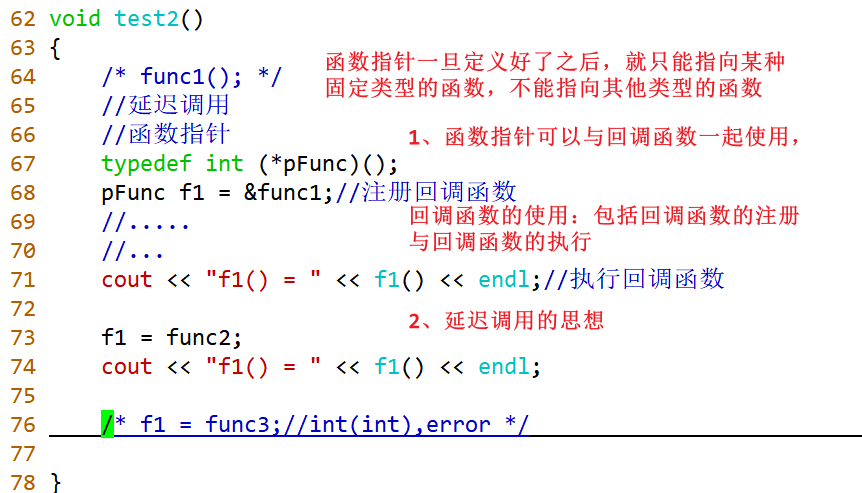 62 void test2()
63 {
函数指针一旦定义好了之后，就只能指向某种
固定类型的函数，不能指向其他类型的函数
64     /* func1(); */
65     //延迟调用
66     //函数指针
1、函数指针可以与回调函数一起使用，
67     typedef int (*pFunc)();
68     pFunc f1 = &func1;//注册回调函数
69     //.....
回调函数的使用：包括回调函数的注册
与回调函数的执行
70     //...
71     cout << "f1() = " << f1() << endl;//执行回调函数
72
2、延迟调用的思想
73     f1 = func2;
74     cout << "f1() = " << f1() << endl;
75
76     /* f1 = func3;//int(int),error */
77
78 }